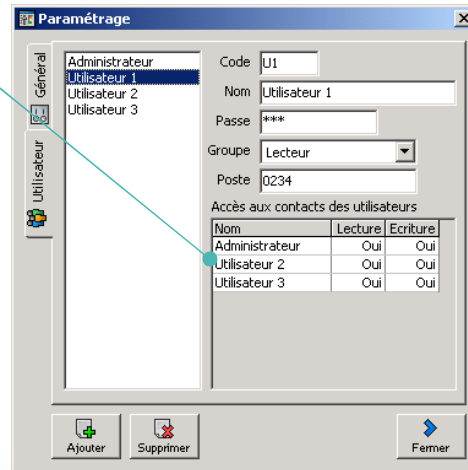 Paramétrage
Général
Utilisateur
Administrateur
Utilisateur 1
Utilisateur 2
Utilisateur 3
Code U1
Nom Utilisateur 1
Passe ***
Groupe Lecteur
Poste 0234
Accès aux contacts des utilisateurs
Nom Lecture Ecriture
Administrateur Oui Oui
Utilisateur 2 Oui Oui
Utilisateur 3 Oui Oui
Ajouter Supprimer Fermer